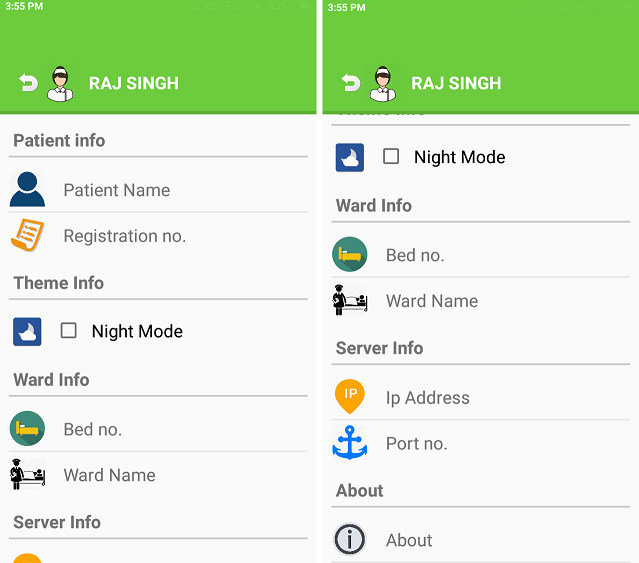 3:55 PM
RAJ SINGH
Patient info
Patient Name
Registration no.
Theme Info
Night Mode
Ward Info
Bed no.
Ward Name
Server Info
3:55 PM
RAJ SINGH
Night Mode
Ward Info
Bed no.
Ward Name
Server Info
IP
Ip Address
Port no.
About
About